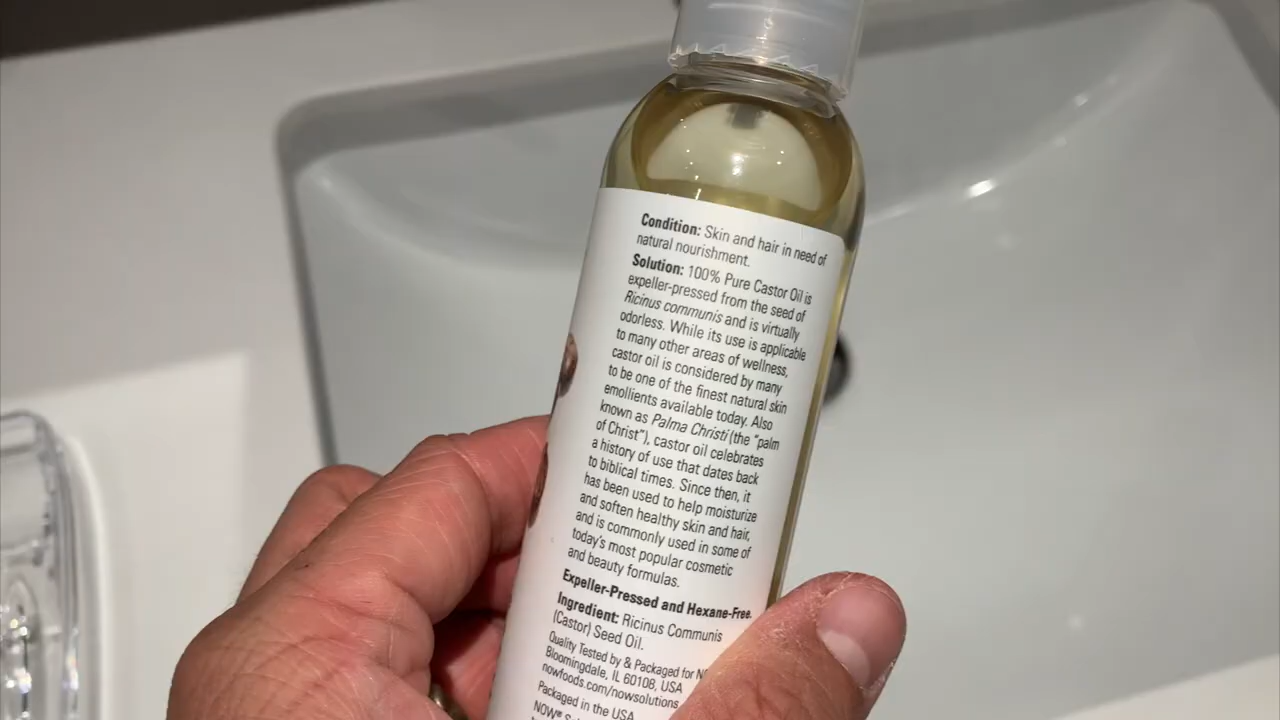 Condition: Skin and hair in need of
natural nourishment.
Solution: 100% Pure Castor Oil is
expeller-pressed from the seed of
Ricinus communis and is virtually
odorless. While its use is applicable
to many other areas of wellness,
castor oil is considered by many
to be one of the finest natural skin
emollients available today. Also
known as Palma Christi (the "palm
of Christ"), castor oil celebrates
a history of use that dates back
to biblical times. Since then, it
has been used to help moisturize
and soften healthy skin and hair,
and is commonly used in some of
today's most popular cosmetic
and beauty formulas.
Expeller-Pressed and Hexane-Free.
Ingredient: Ricinus Communis
(Castor) Seed Oil.
Quality Tested by & Packaged for
Bloomingdale, IL 60108, USA
nowfoods.com/nowsolutions
Packaged in the USA
NOW®